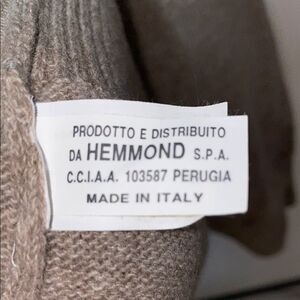 PRODOTTO E DISTRIBUITO
DA HEMMOND S.P.A.
C.C.I.A.A. 103587 PERUGIA
MADE IN ITALY